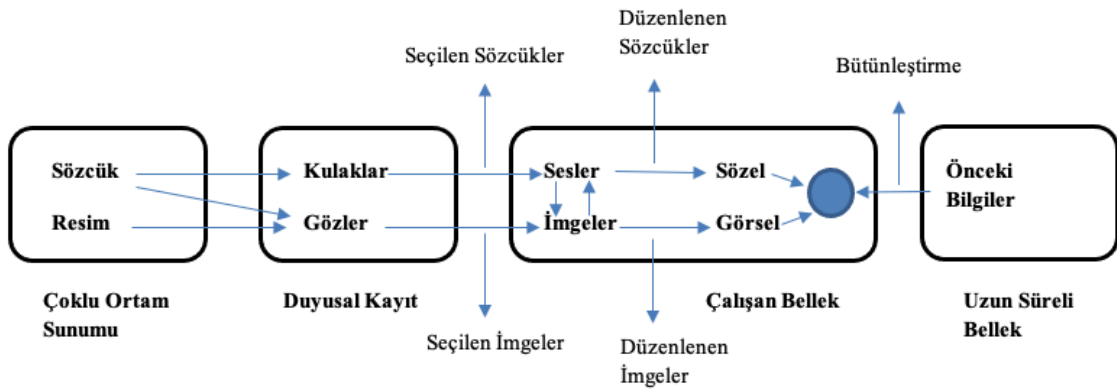 Düzenlenen
Sözcükler
Seçilen Sözcükler
Bütünleştirme
Sözcük
Kulaklar
Sesler
Sözel
Önceki
Bilgiler
Resim
Gözler
İmgeler
Görsel
Çoklu Ortam
Sunumu
Duyusal Kayıt
Çalışan Bellek
Uzun Süreli
Bellek
Seçilen İmgeler
Düzenlenen
İmgeler